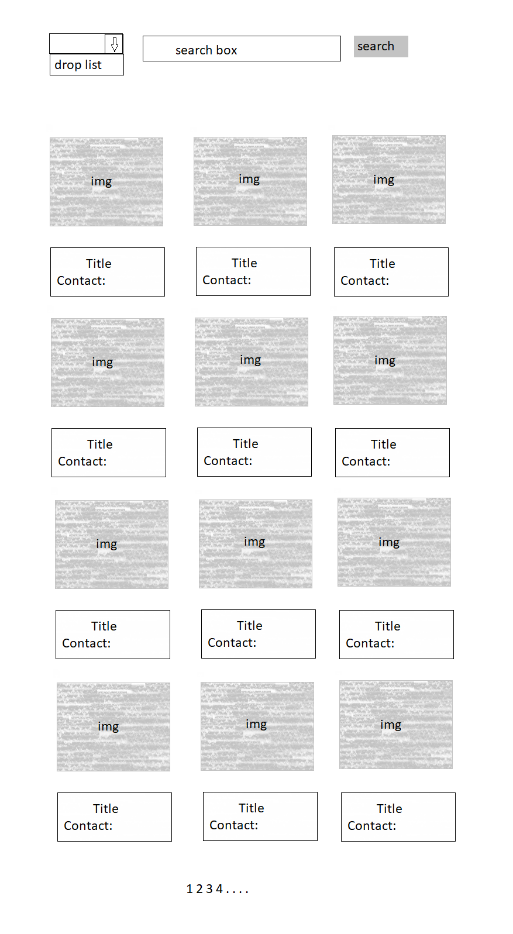 search box
search
drop list
img
img
img
Title
Contact:
Title
Contact:
Title
Contact:
img
img
img
Title
Contact:
Title
Contact:
Title
Contact:
img
img
img
Title
Contact:
Title
Contact:
Title
Contact:
img
img
img
Title
Contact:
Title
Contact:
Title
Contact:
1 2 3 4 . . . .